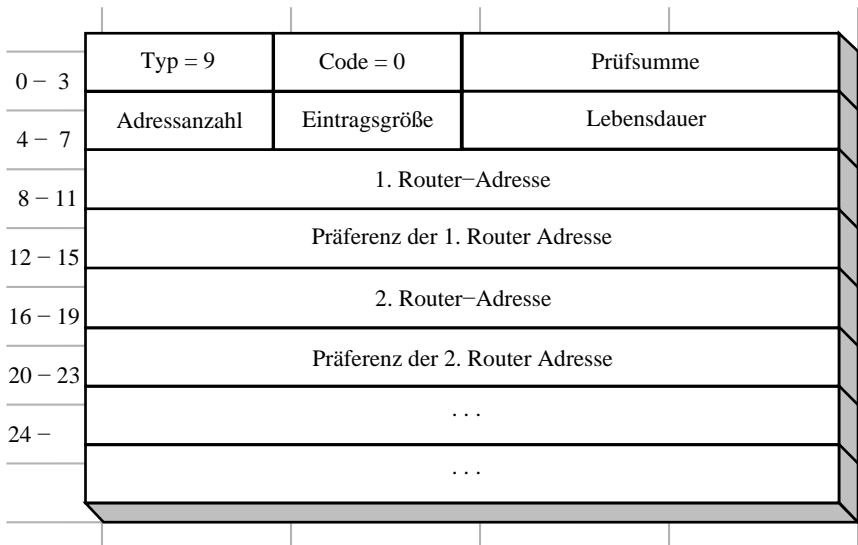 0 − 3 Typ = 9 Code = 0 Prüfsumme
4 − 7 Adressanzahl Eintragsgröße Lebensdauer
8 − 11 1. Router−Adresse
12 − 15 Präferenz der 1. Router Adresse
16 − 19 2. Router−Adresse
20 − 23 Präferenz der 2. Router Adresse
24 − . . .
. . .